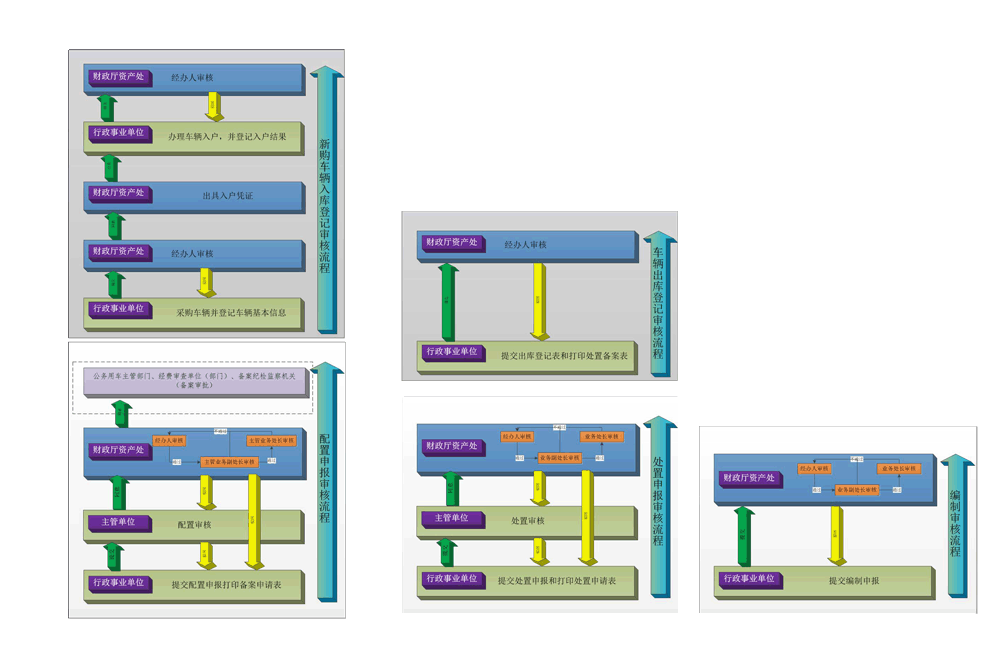 财政厅资产处
经办人审核
行政事业单位
办理车辆入户，并登记入户结果
财政厅资产处
出具入户凭证
财政厅资产处
经办人审核
行政事业单位
采购车辆并登记车辆基本信息
新购车辆入库登记审核流程
财政厅资产处
经办人审核
行政事业单位
提交出库登记表和打印处置备案表
车辆出库登记审核流程
公务用车主管部门、经费审查单位（部门）、备案纪检监察机关
（备案审批）
财政厅资产处
经办人审核
主管业务处长审核
主管业务副处长审核
主管单位
配置审核
行政事业单位
提交配置申报打印备案申请表
配置申报审核流程
财政厅资产处
经办人审核
业务处长审核
业务副处长审核
主管单位
处置审核
行政事业单位
提交处置申报和打印处置申请表
处置申报审核流程
财政厅资产处
经办人审核
业务处长审核
业务副处长审核
行政事业单位
提交编制申报
编制审核流程